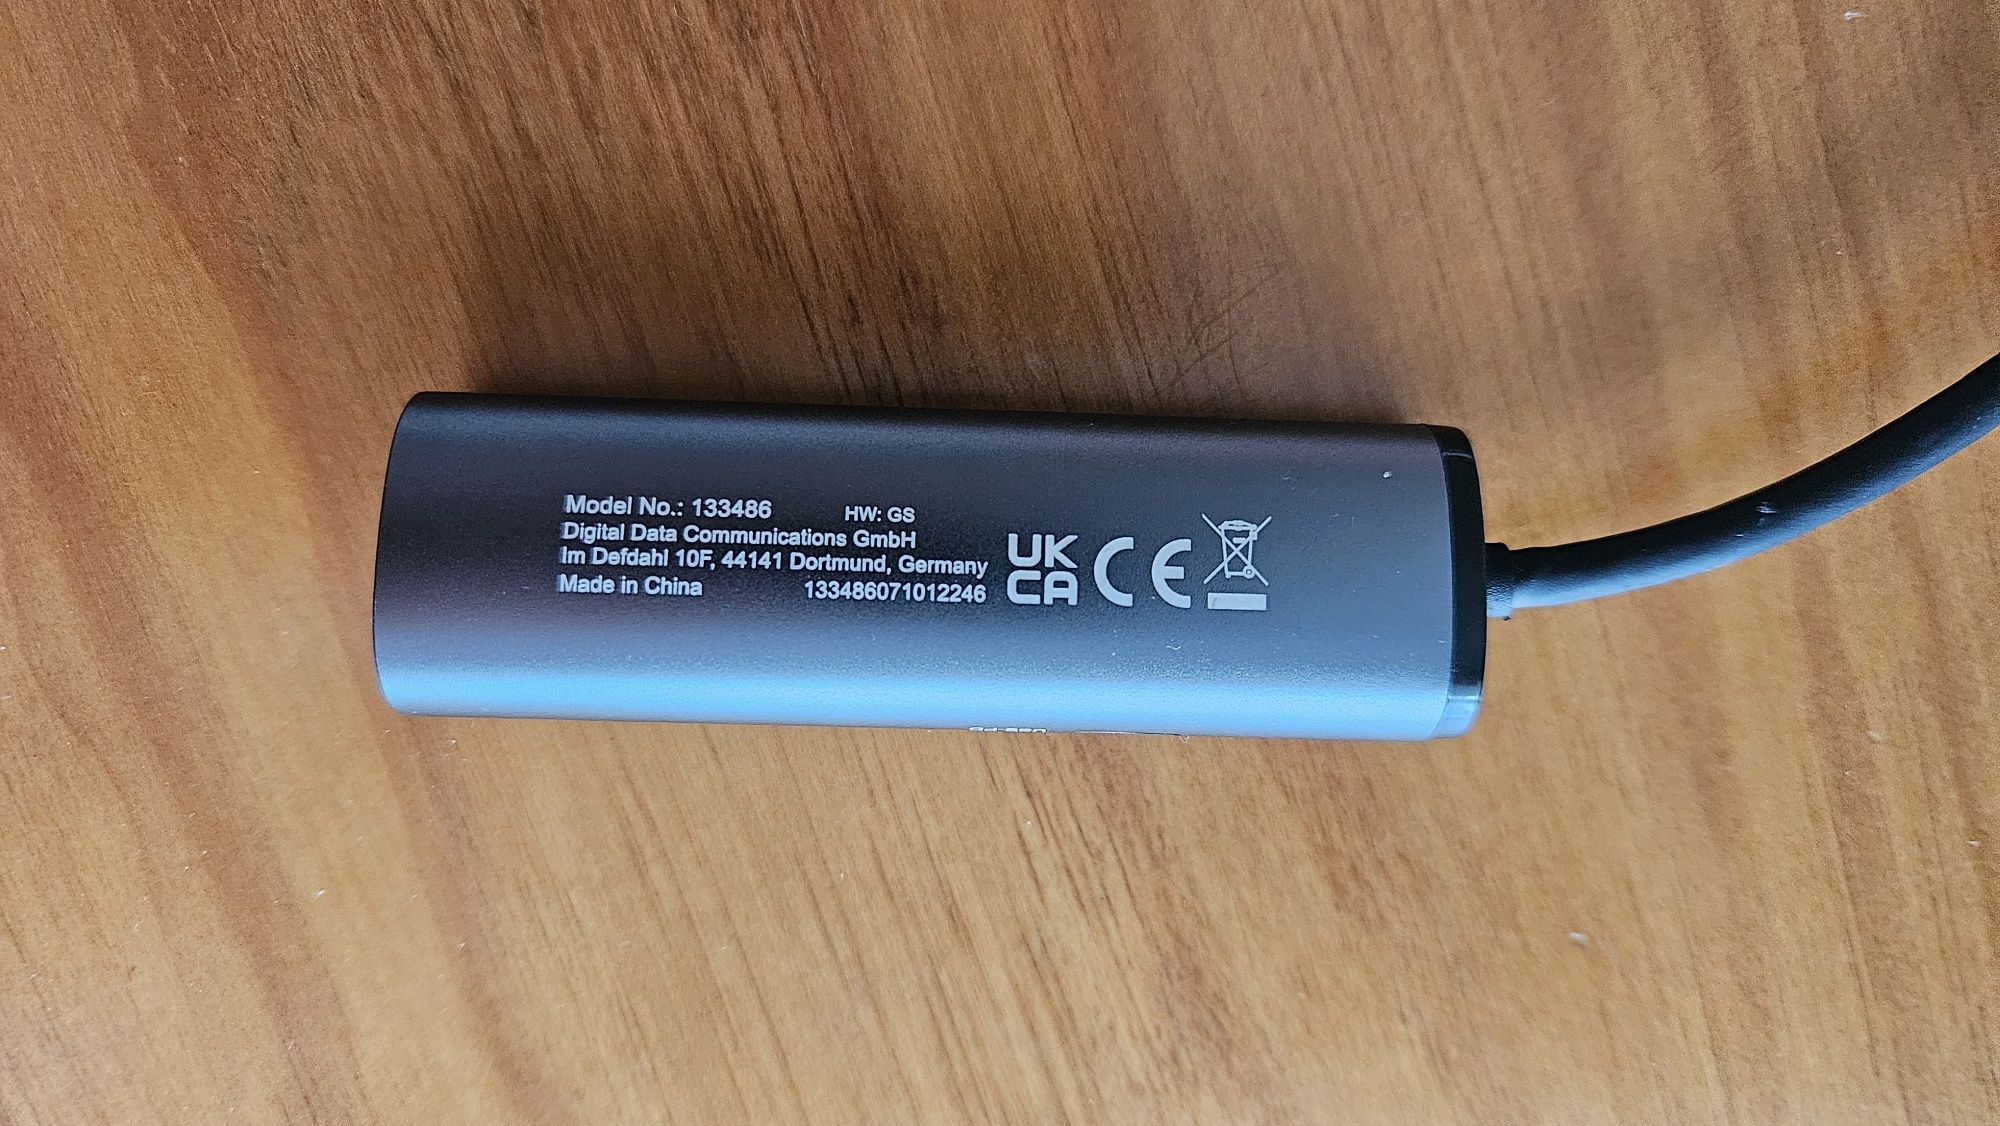 Model No.: 133486 HW: GS
Digital Data Communications GmbH
Im Defdahl 10F, 44141 Dortmund, Germany
Made in China 133486071012246
UK
CA
CE